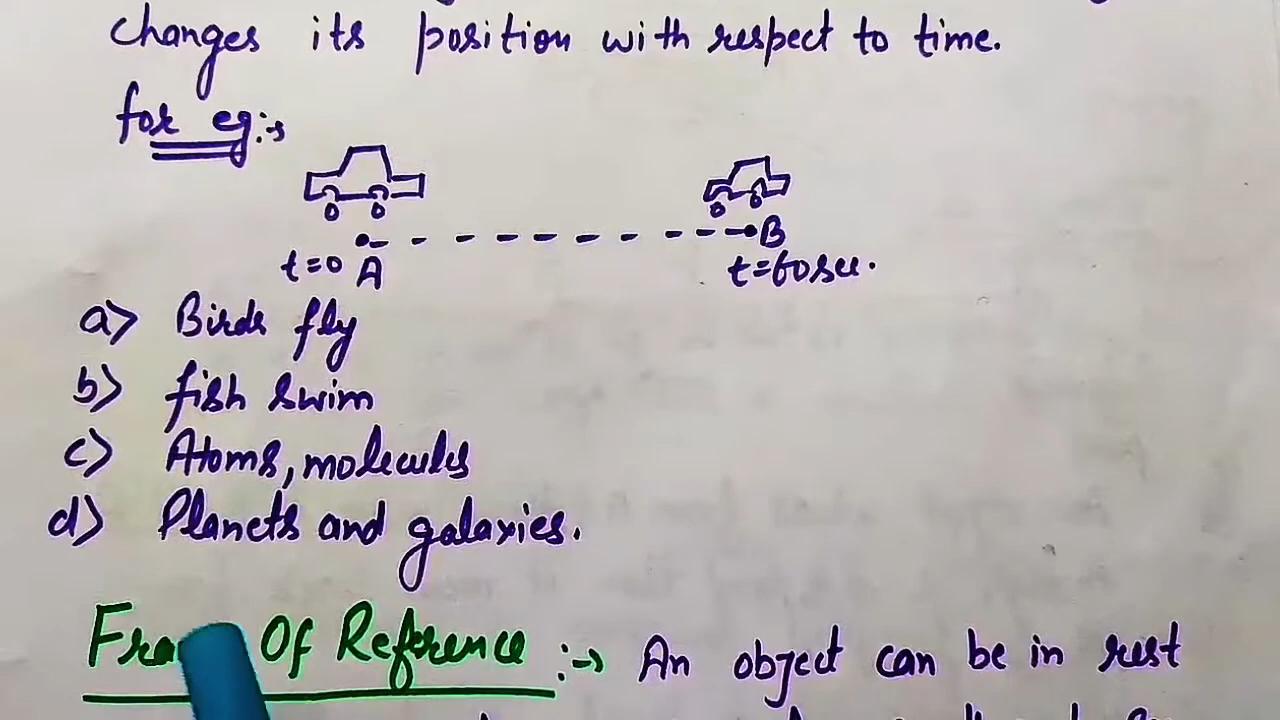 changes its position with respect to time.
for eg:→
t=0 A
B
t=60sec.
a) Birds fly
b) fish swim
c) Atoms, molecules
d) Planets and galaxies.
Of Reference :→ An object can be in rest